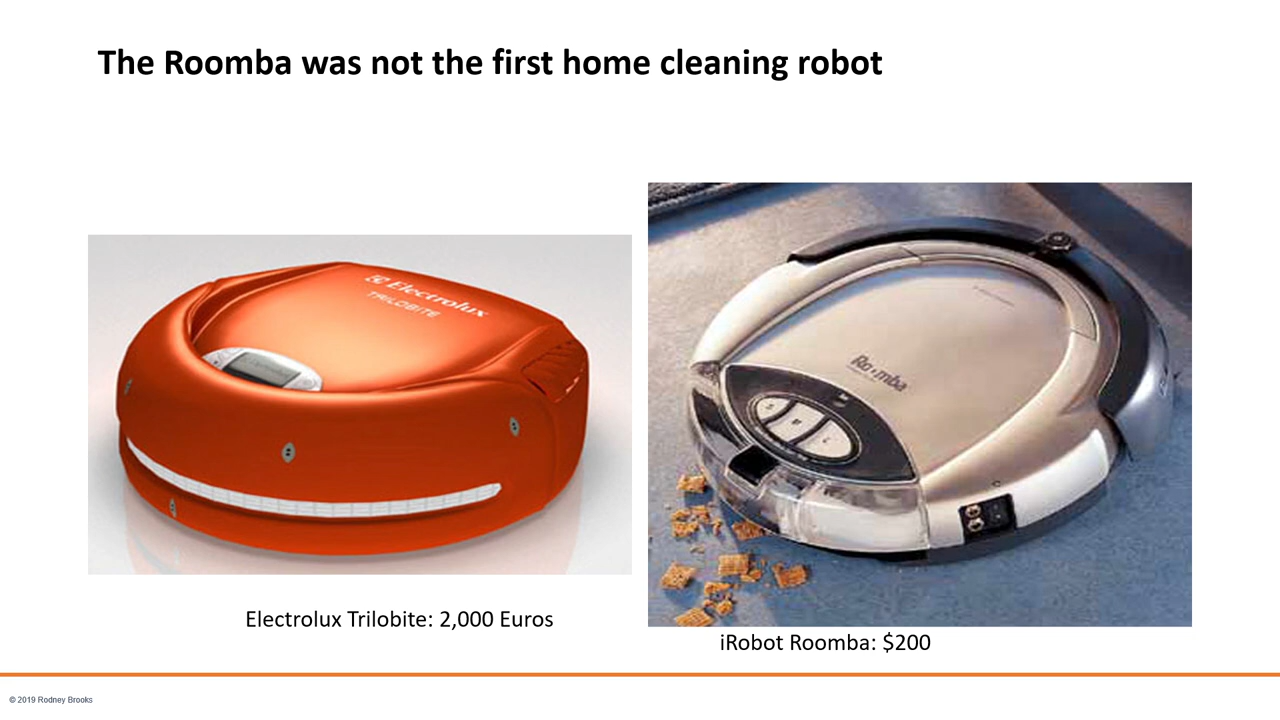 The Roomba was not the first home cleaning robot
Electrolux
TRILOBITE
Roomba
Electrolux Trilobite: 2,000 Euros
iRobot Roomba: $200
© 2019 Rodney Brooks